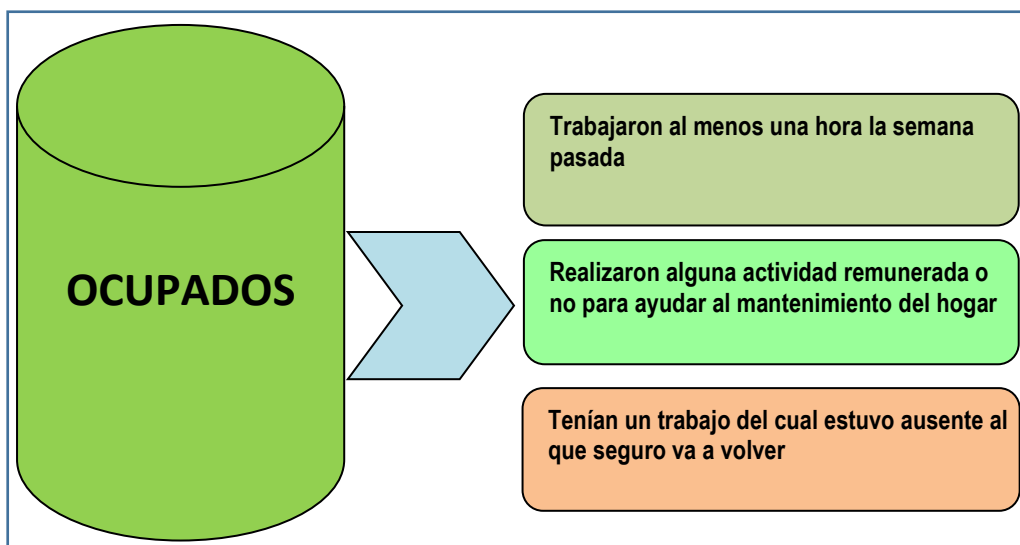 OCUPADOS
Trabajaron al menos una hora la semana
pasada
Realizaron alguna actividad remunerada o
no para ayudar al mantenimiento del hogar
Tenían un trabajo del cual estuvo ausente al
que seguro va a volver